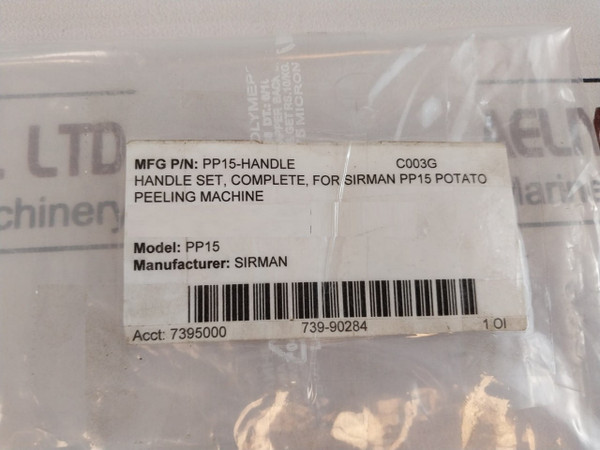 L LTD
chinery
MFG P/N: PP15-HANDLE C003G
HANDLE SET, COMPLETE, FOR SIRMAN PP15 POTATO
PEELING MACHINE
Model: PP15
Manufacturer: SIRMAN
Acct: 7395000 739-90284 1 OI